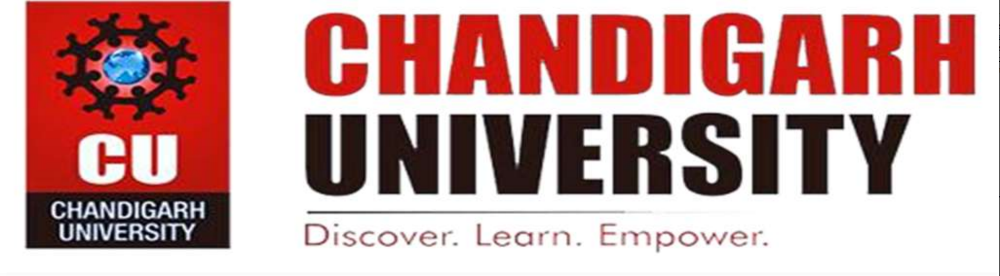 CU
CHANDIGARH
UNIVERSITY
CHANDIGARH
UNIVERSITY
Discover. Learn. Empower.